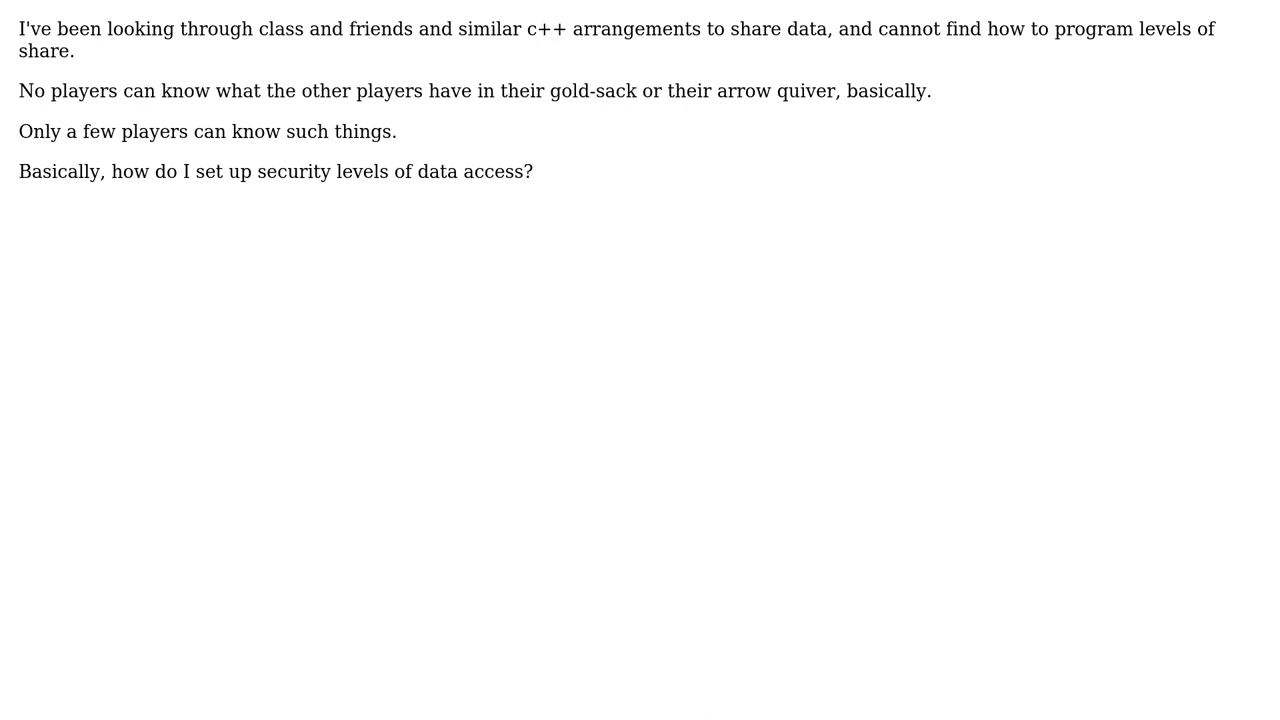 I've been looking through class and friends and similar c++ arrangements to share data, and cannot find how to program levels of
share.
No players can know what the other players have in their gold-sack or their arrow quiver, basically.
Only a few players can know such things.
Basically, how do I set up security levels of data access?